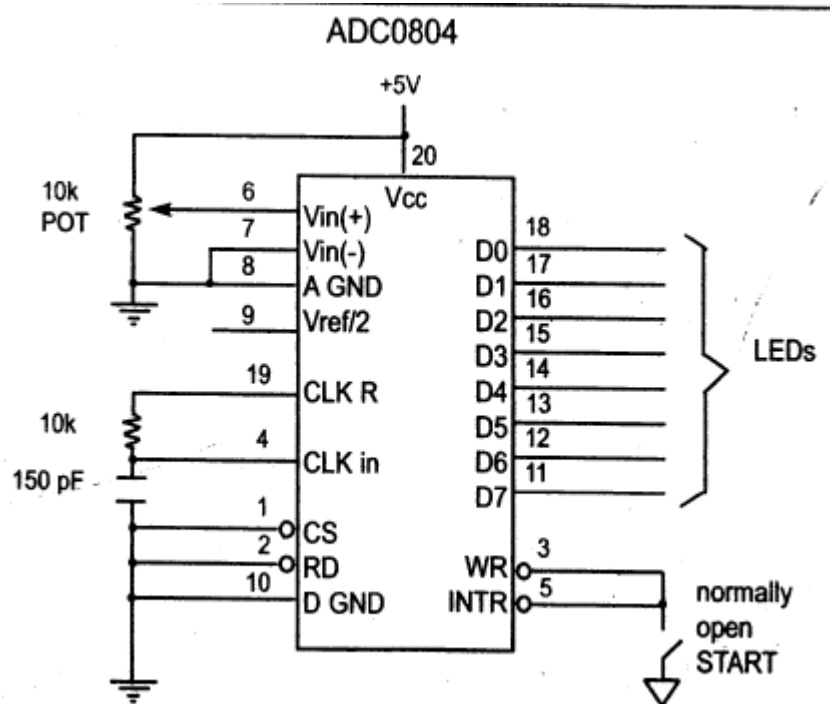 ADC0804
+5V
20
Vcc
10k
POT
6
Vin(+)
7
Vin(-)
8
A GND
9
Vref/2
19
CLK R
10k
4
CLK in
150 pF
1
CS
2
RD
10
D GND
18
D0
17
D1
16
D2
15
D3
14
D4
13
D5
12
D6
11
D7
LEDs
3
WR
5
INTR
normally
open
START